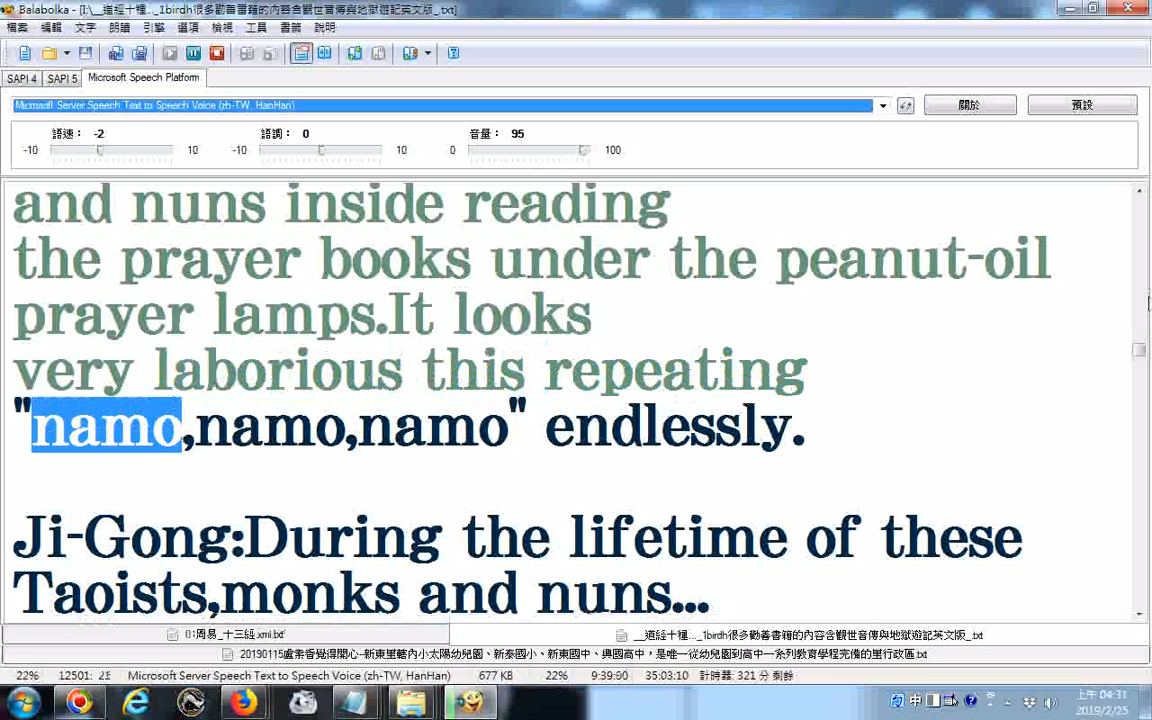 Balabolka - [I:\__道經十種..._1birdh很多勸善書籍的內容含觀世音傳與地獄遊記英文版_.txt]
檔案 編輯 文字 朗讀 引擎 選項 檢視 工具 書籤 說明
SAPI 4 SAPI 5 Microsoft Speech Platform
Microsoft Server Speech Text to Speech Voice (zh-TW, HanHan) 關於 預設
語速： -2 語調： 0 音量： 95
-10 10 -10 10 0 100
and nuns inside reading
the prayer books under the peanut-oil
prayer lamps.It looks
very laborious this repeating
"namo,namo,namo" endlessly.
Ji-Gong:During the lifetime of these
Taoists,monks and nuns...
0:周易_十三經.xml.txt __道經十種..._1birdh很多勸善書籍的內容含觀世音傳與地獄遊記英文版_.txt
20190115盧素香覺得開心-新東里轄內小太陽幼兒園、新泰國小、新東國中、興國高中，是唯一從幼兒園到高中一系列教育學程完備的里行政區.txt
22% 12501: Microsoft Server Speech Text to Speech Voice (zh-TW, HanHan) 677 KB 22% 9:39:90 35:03:10 計時器: 321 分 剩餘
中 上午 04:31
2019/2/25